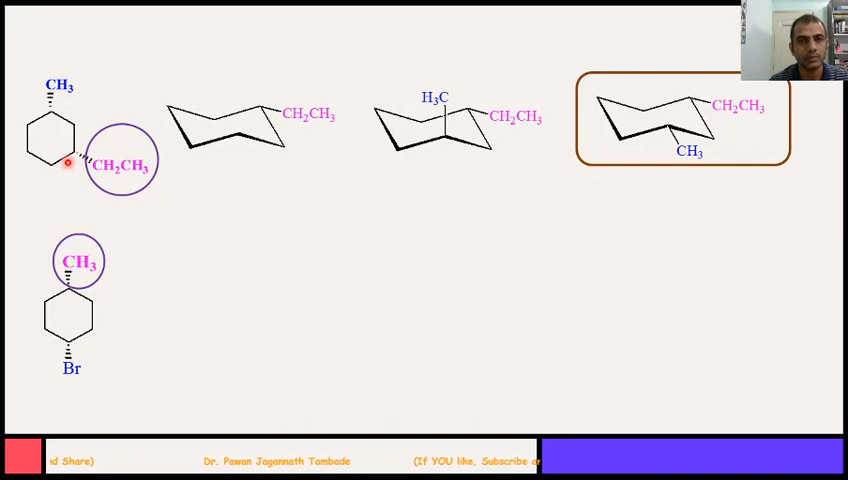 CH₃
CH₂CH₃
CH₂CH₃
H₃C
CH₂CH₃
CH₂CH₃
CH₃
CH₃
Br
d Share)
Dr. Pawan Jagannath Tambade
(If YOU like, Subscribe